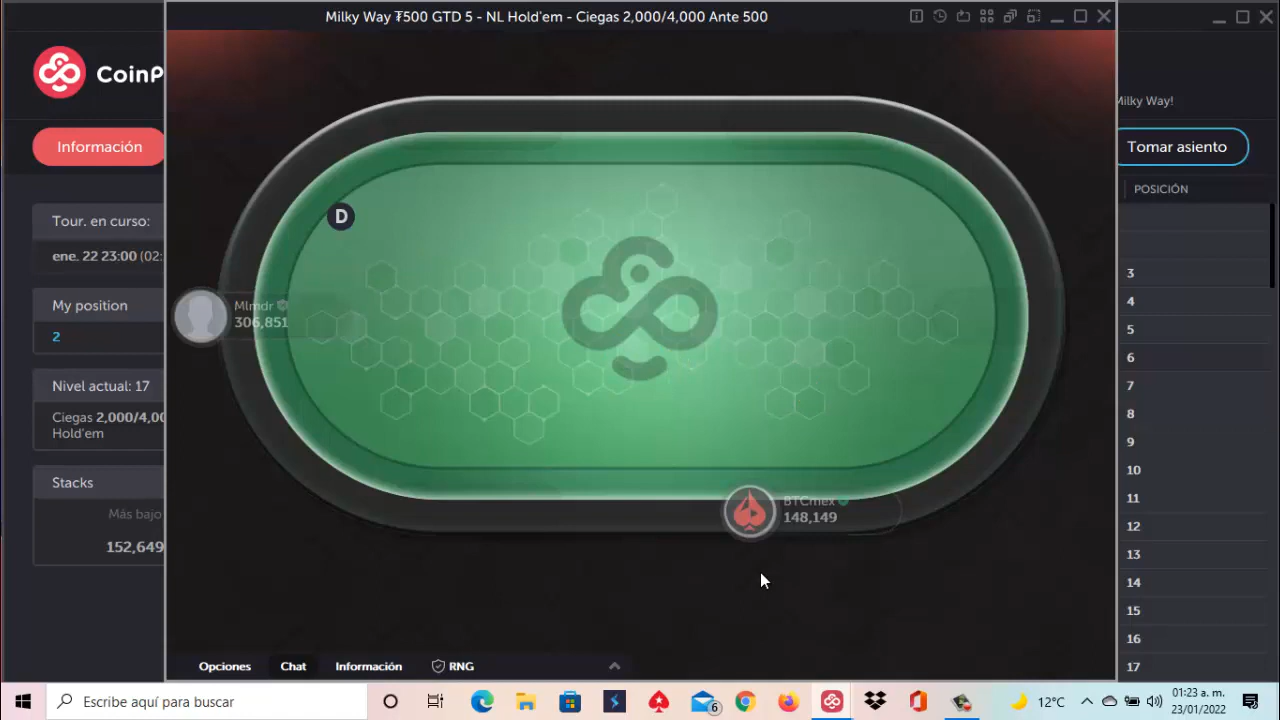 Milky Way ₮500 GTD 5 - NL Hold'em - Ciegas 2,000/4,000 Ante 500
CoinP
Milky Way!
Información
Tomar asiento
POSICIÓN
Tour. en curso:
ene. 22 23:00 (02:
My position
2
Nivel actual: 17
Ciegas 2,000/4,00
Hold'em
Stacks
Más bajo
152,649
D
Mlmdr
306,851
BTCmex
148,149
3
4
5
6
7
8
9
10
11
12
13
14
15
16
17
Opciones
Chat
Información
RNG
Escribe aquí para buscar
6
12°C
01:23 a. m.
23/01/2022